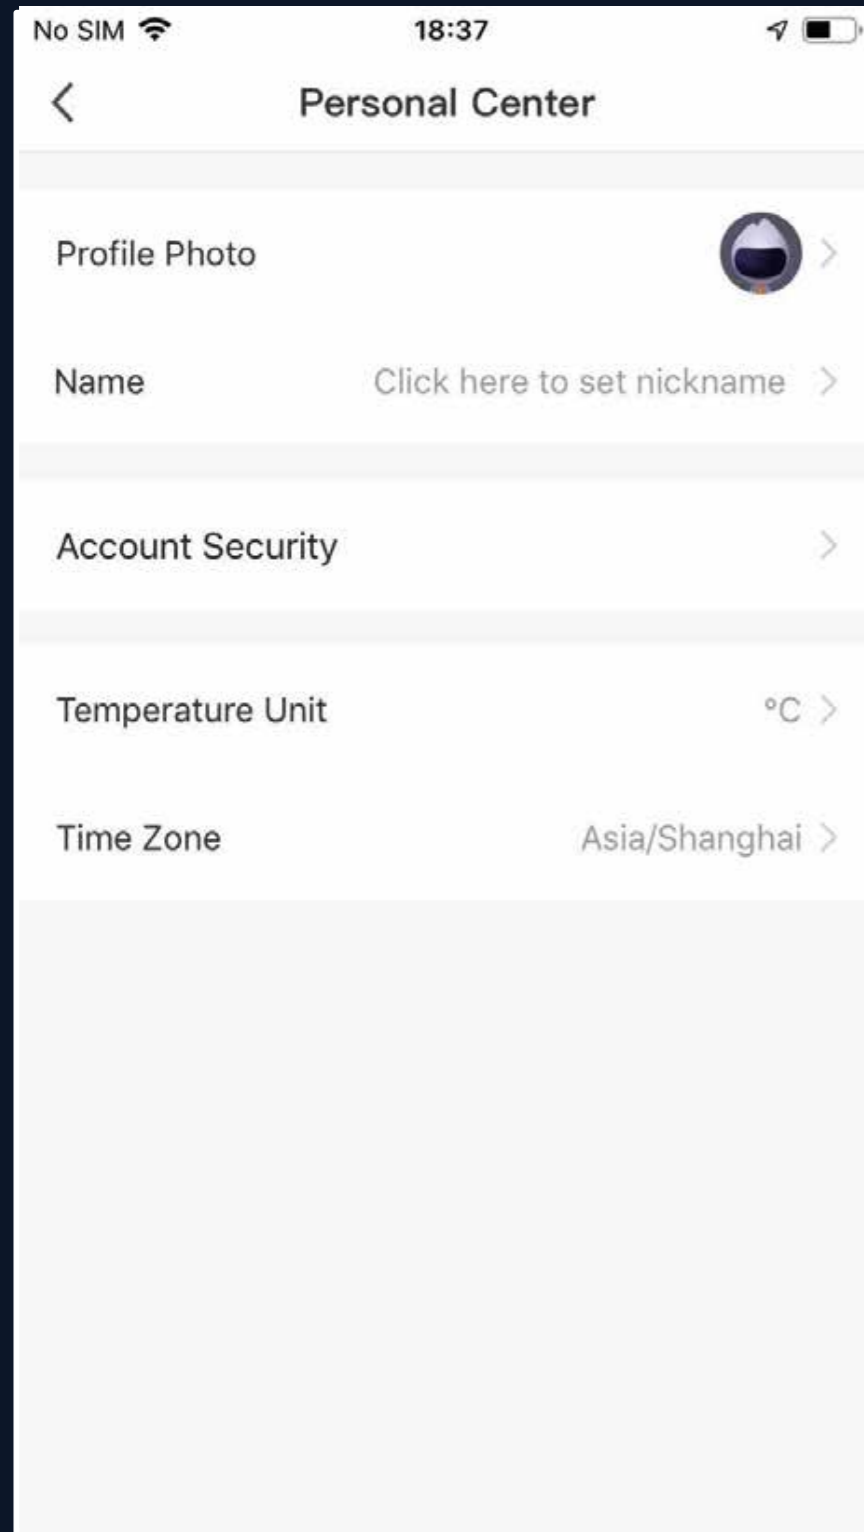 No SIM 18:37
Personal Center
Profile Photo
Name Click here to set nickname
Account Security
Temperature Unit °C
Time Zone Asia/Shanghai